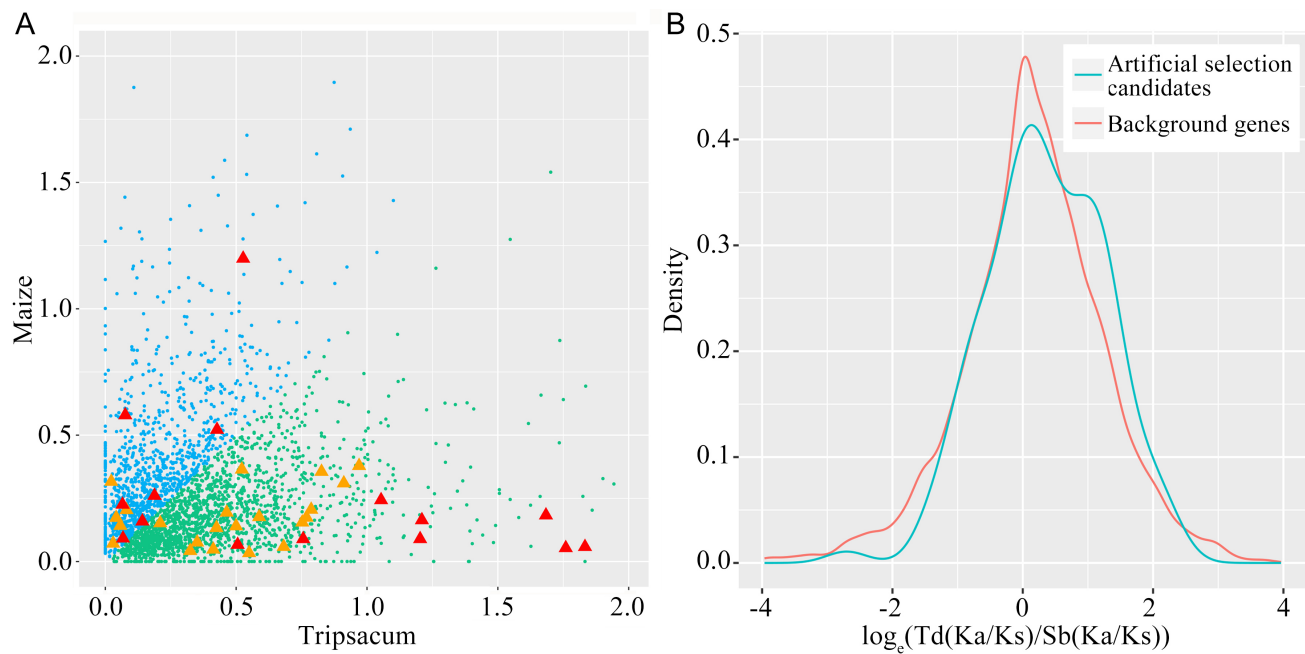 A
2.0
1.5
1.0
0.5
0.0
Maize
0.0 0.5 1.0 1.5 2.0
Tripsacum
B
0.5
0.4
0.3
0.2
0.1
0.0
Density
Artificial selection
candidates
Background genes
-4 -2 0 2 4
logₑ(Td(Ka/Ks)/Sb(Ka/Ks))